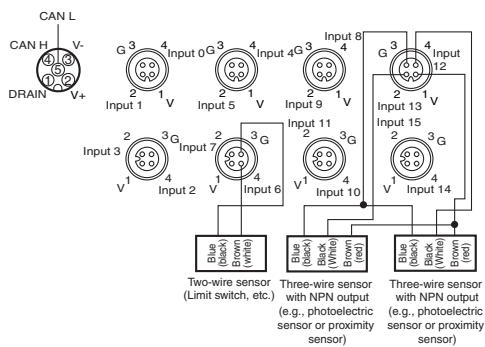 CAN L
CAN H
V-
4
3
5
1
2
DRAIN
V+
G 3 4 Input 0
2 1
Input 1 V
G 3 4 Input 4
2 1
Input 5 V
Input 8
G 3 4
2 1
Input 9 V
G 3 4 Input 12
2 1
Input 13 V
Input 3 2 3 G
V 1 4
Input 2
Input 7 2 3 G
V 1 4
Input 6
Input 11
2 3 G
V 1 4
Input 10
Input 15
2 3 G
V 1 4
Input 14
Blue (black)
Brown (white)
Blue (black)
Black (White)
Brown (red)
Blue (black)
Black (White)
Brown (red)
Two-wire sensor
(Limit switch, etc.)
Three-wire sensor
with NPN output
(e.g., photoelectric
sensor or proximity
sensor)
Three-wire sensor
with NPN output
(e.g., photoelectric
sensor or proximity
sensor)